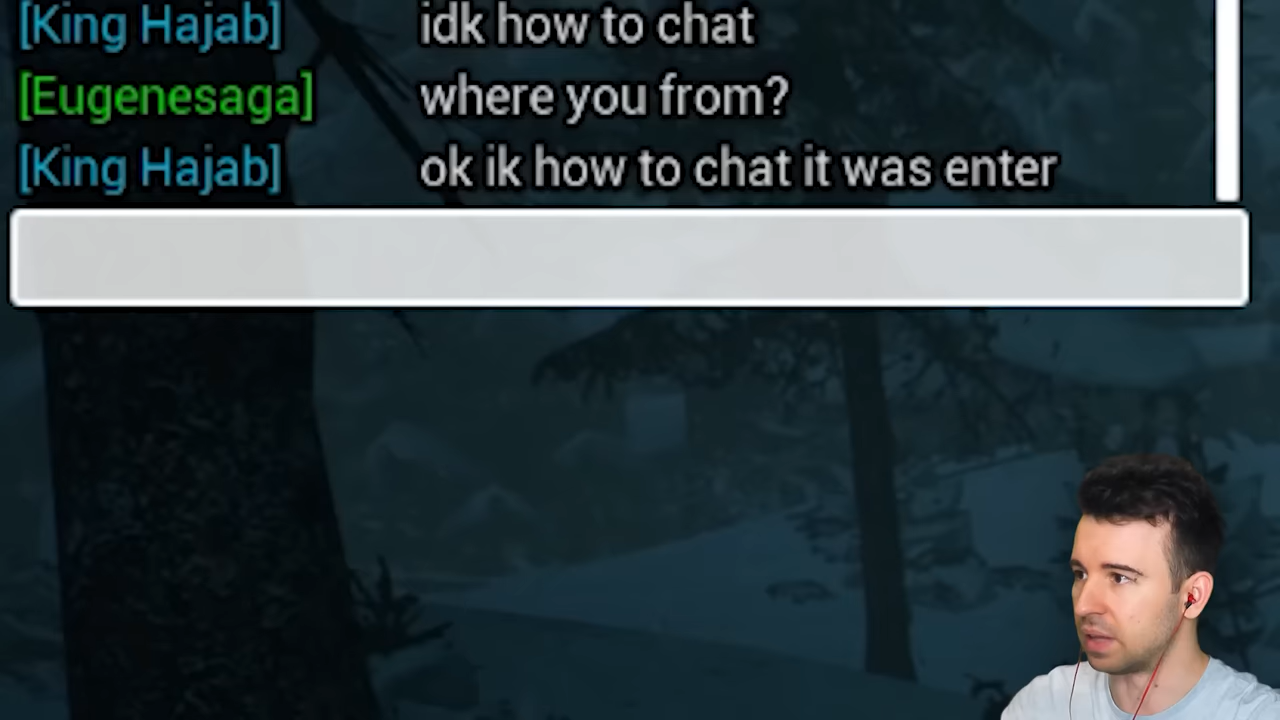 [King Hajab] idk how to chat
[Eugenesaga] where you from?
[King Hajab] ok ik how to chat it was enter